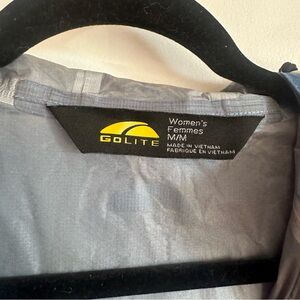 GOLITE
Women's
Femmes
M/M
MADE IN VIETNAM
FABRIQUÉ EN VIETNAM